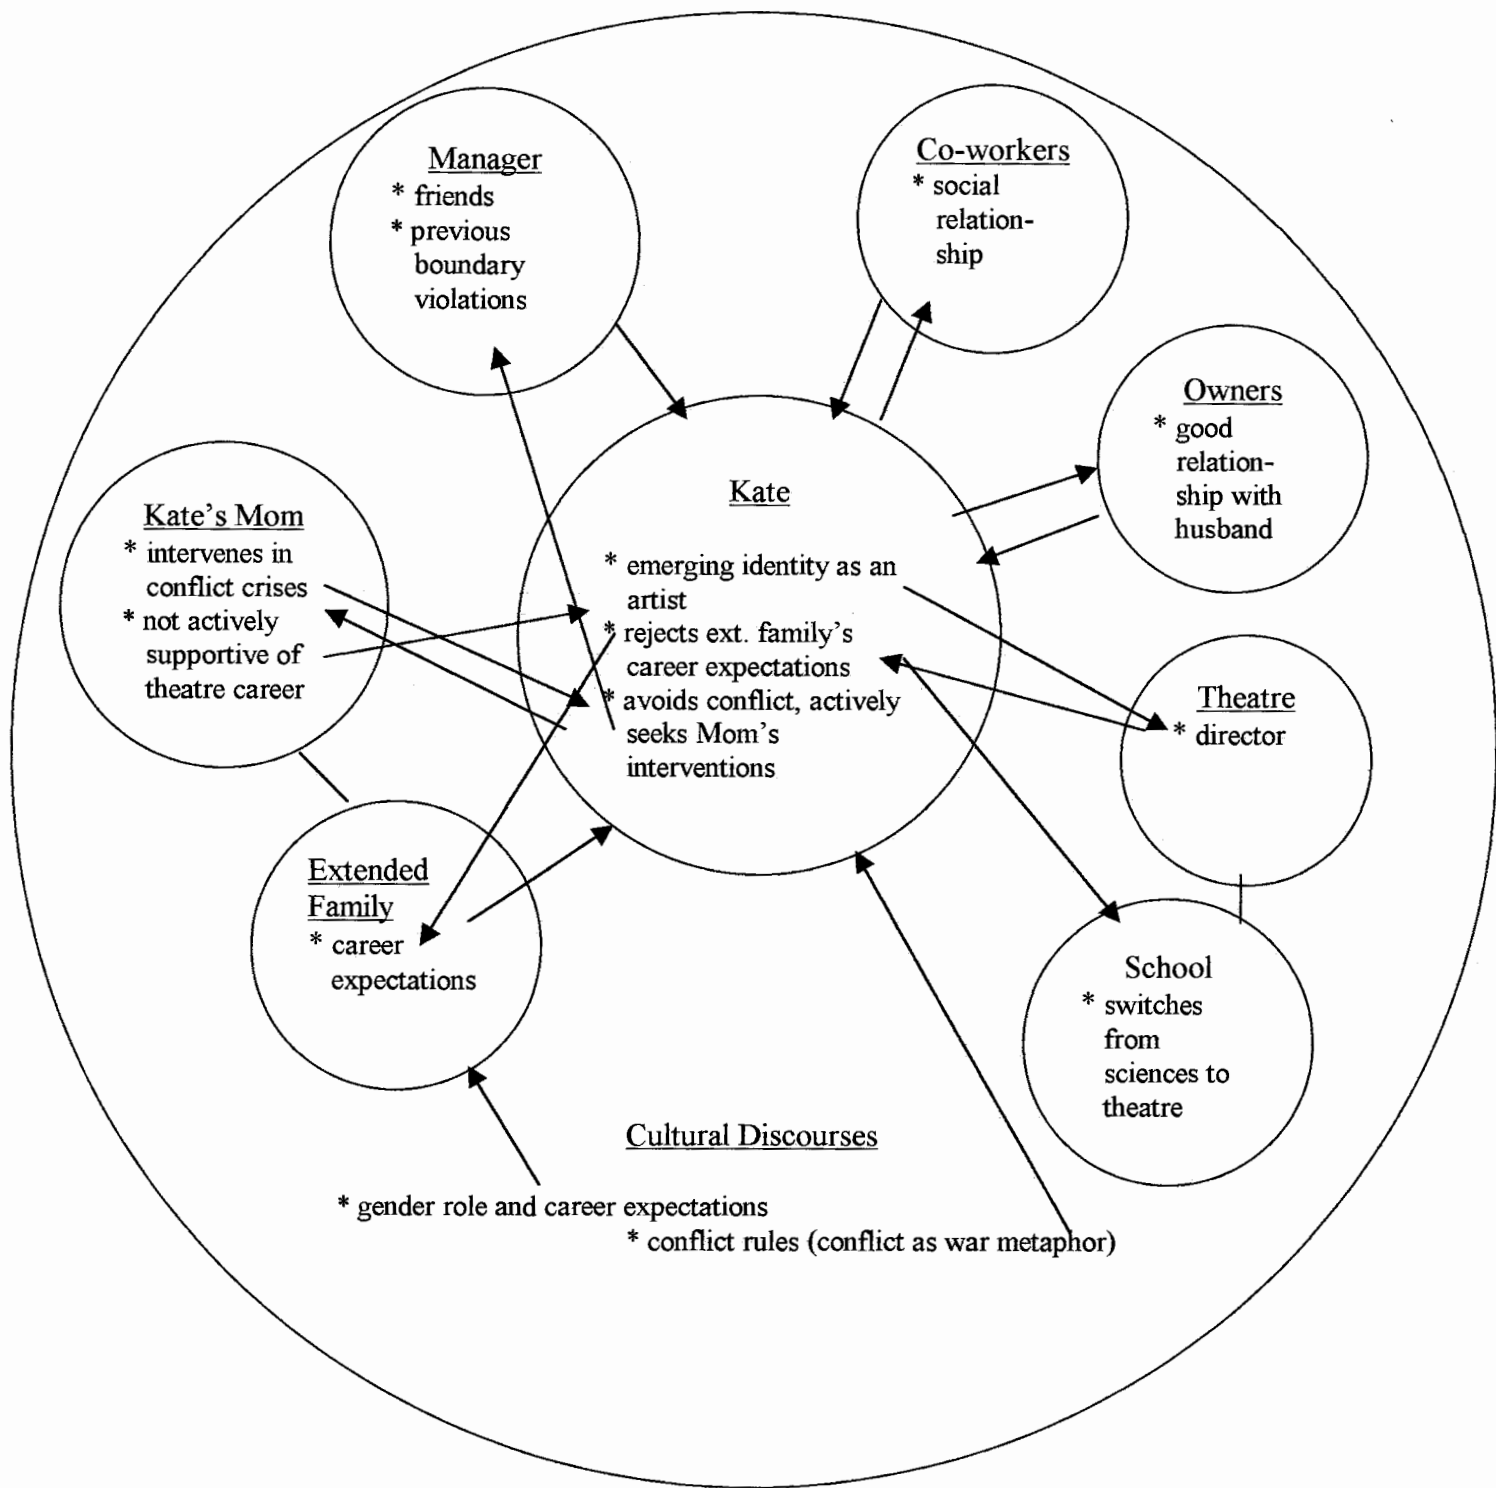 Manager
* friends
* previous
boundary
violations
Co-workers
* social
relation-
ship
Owners
* good
relation-
ship with
husband
Kate
* emerging identity as an
artist
* rejects ext. family's
career expectations
* avoids conflict, actively
seeks Mom's
interventions
Kate's Mom
* intervenes in
conflict crises
* not actively
supportive of
theatre career
Theatre
* director
Extended
Family
* career
expectations
School
* switches
from
sciences to
theatre
Cultural Discourses
* gender role and career expectations
* conflict rules (conflict as war metaphor)